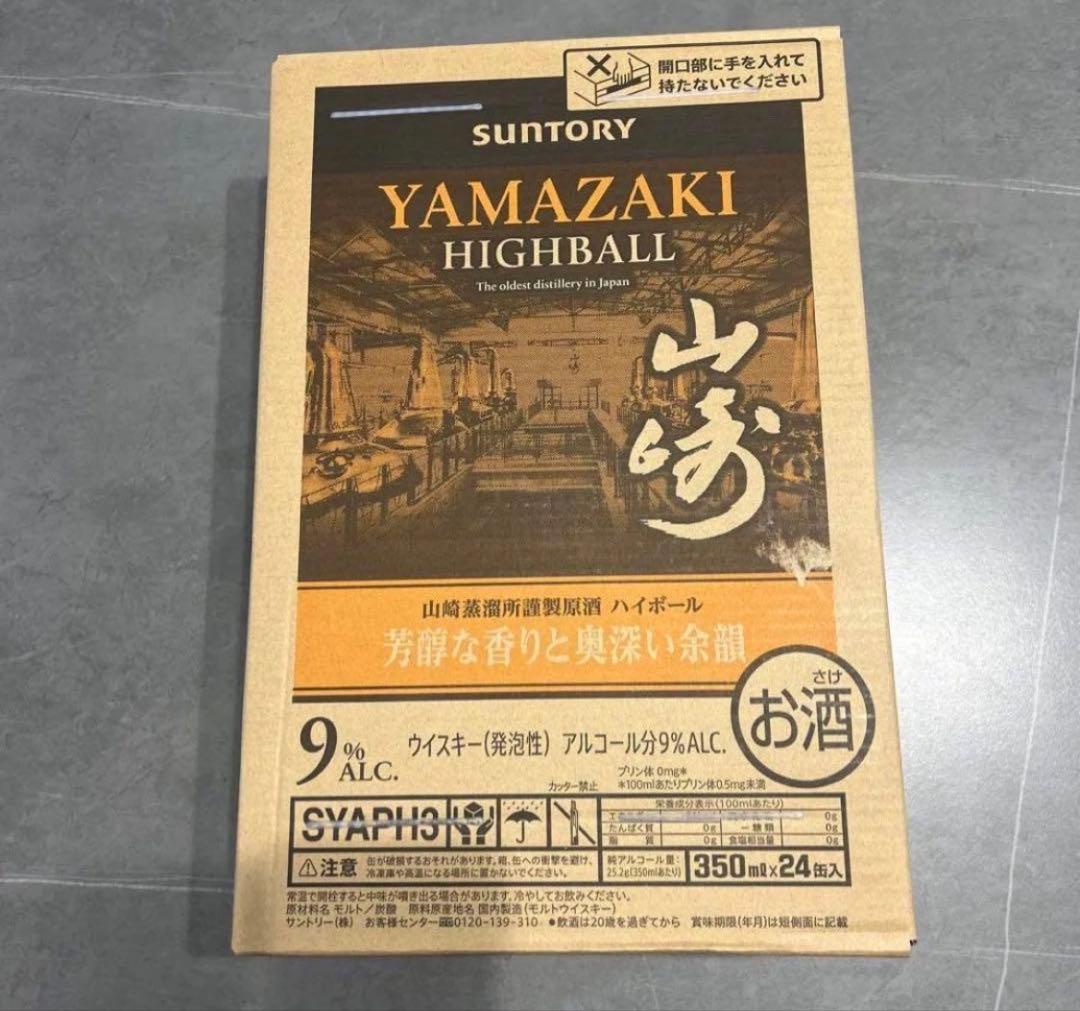 開口部に手を入れて
持たないでください
SUNTORY
YAMAZAKI
HIGHBALL
The oldest distillery in Japan
山崎
山崎蒸溜所謹製原酒 ハイボール
芳醇な香りと奥深い余韻
さけ
お酒
9% ALC.
ウイスキー(発泡性) アルコール分9%ALC.
プリン体 0mg*
*100mlあたりプリン体0.5mg未満
カッター禁止
SYAPH3
栄養成分表示(100mlあたり)
0g
たんぱく質 0g 糖類 0g
脂質 0g 食塩相当量 0g
⚠注意 缶が破損するおそれがあります。箱、缶への衝撃を避け、
冷凍庫や高温になる場所に置かないでください。
純アルコール量:
25.2g(350mlあたり)
350ml×24缶入
常温で開栓すると中味が噴き出る場合があります。冷やしてお飲みください。
原材料名 モルト/炭酸 原料原産地名 国内製造(モルトウイスキー)
サントリー(株) お客様センター 0120-139-310 ●飲酒は20歳を過ぎてから 賞味期限(年月)は短側面に記載